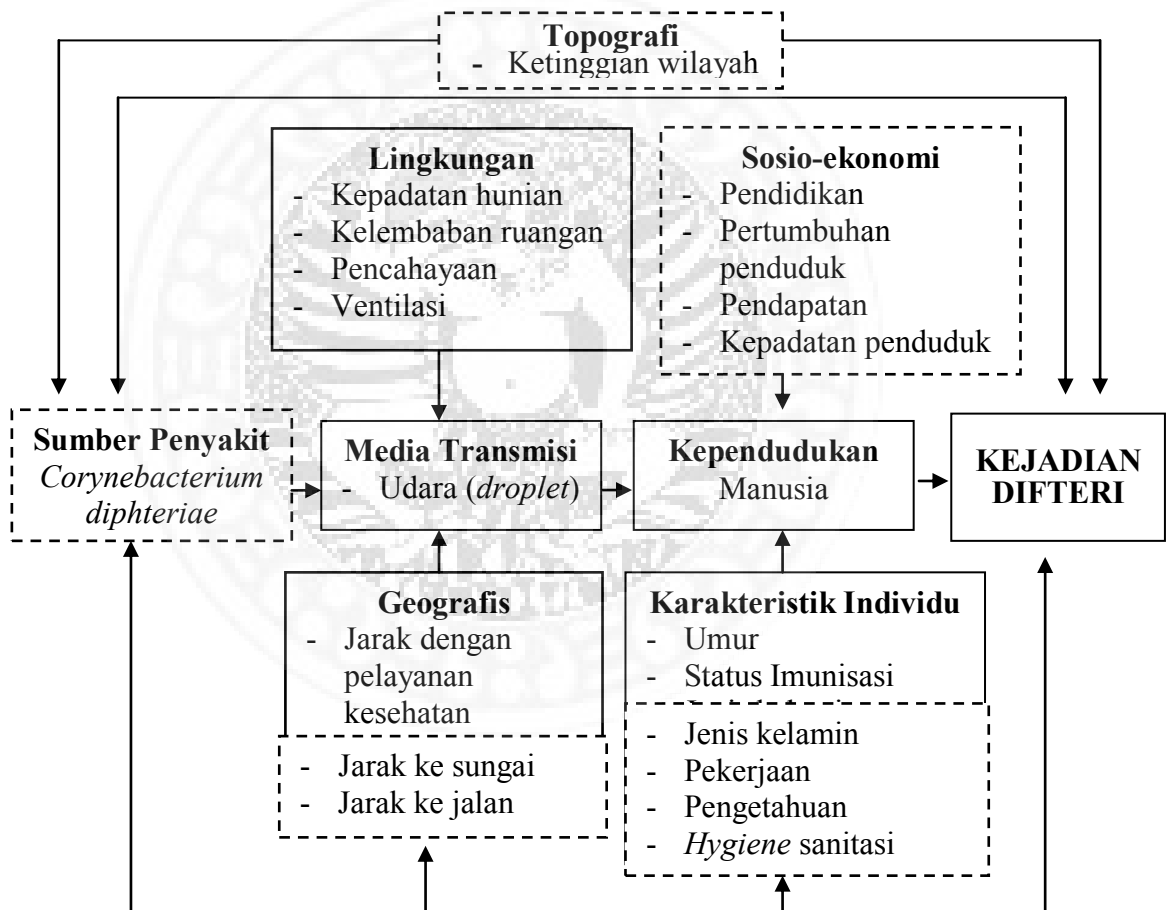 Topografi
- Ketinggian wilayah
Lingkungan
- Kepadatan hunian
- Kelembaban ruangan
- Pencahayaan
- Ventilasi
Sosio-ekonomi
- Pendidikan
- Pertumbuhan
penduduk
- Pendapatan
- Kepadatan penduduk
Sumber Penyakit
Corynebacterium
diphteriae
Media Transmisi
- Udara (droplet)
Kependudukan
Manusia
KEJADIAN
DIFTERI
Geografis
- Jarak dengan
pelayanan
kesehatan
- Jarak ke sungai
- Jarak ke jalan
Karakteristik Individu
- Umur
- Status Imunisasi
- Jenis kelamin
- Pekerjaan
- Pengetahuan
- Hygiene sanitasi